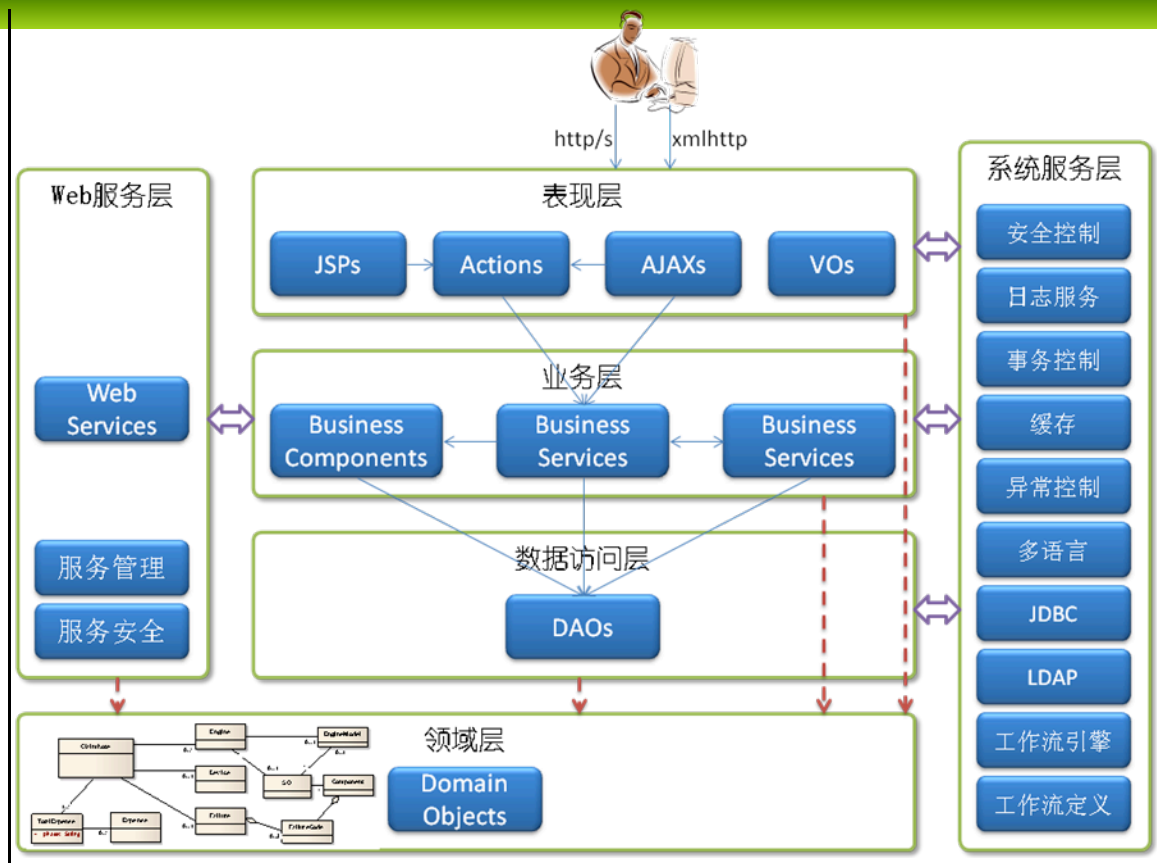 http/s
xmlhttp
Web服务层
Web
Services
服务管理
服务安全
表现层
JSPs
Actions
AJAXs
VOs
业务层
Business
Components
Business
Services
Business
Services
数据访问层
DAOs
领域层
Engine
EngineModel
Component
Expense
Domain
Objects
系统服务层
安全控制
日志服务
事务控制
缓存
异常控制
多语言
JDBC
LDAP
工作流引擎
工作流定义